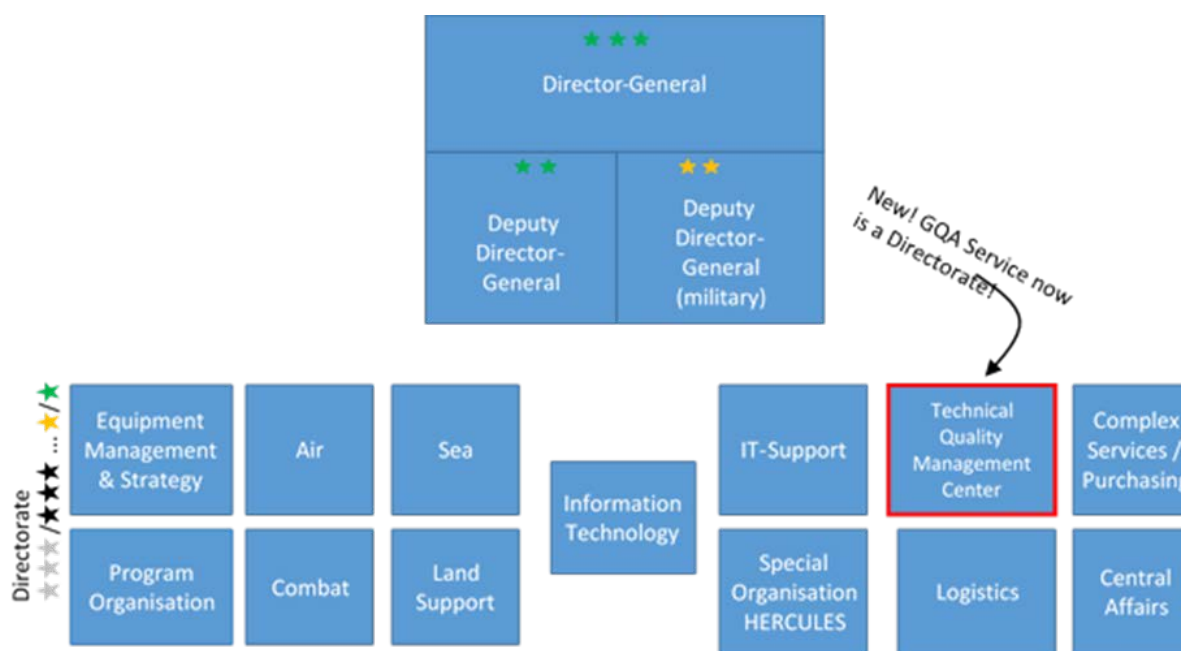 Director-General
Deputy
Director-
General
Deputy
Director-
General
(military)
New! GQA Service now
is a Directorate!
Directorate
/
...
/
Equipment
Management
& Strategy
Air
Sea
Information
Technology
IT-Support
Technical
Quality
Management
Center
Complex
Services /
Purchasing
Program
Organisation
Combat
Land
Support
Special
Organisation
HERCULES
Logistics
Central
Affairs